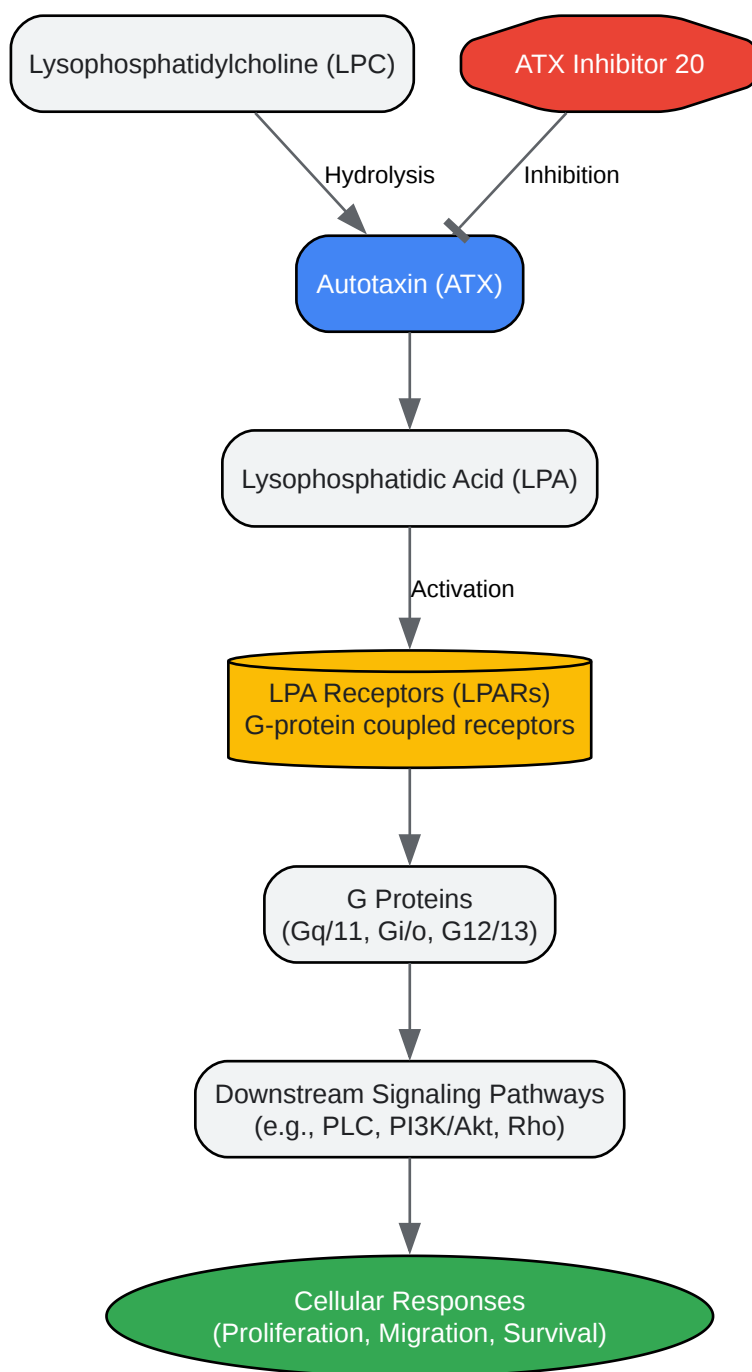 Lysophosphatidylcholine (LPC)
ATX Inhibitor 20
Hydrolysis
Inhibition
Autotaxin (ATX)
Lysophosphatidic Acid (LPA)
Activation
LPA Receptors (LPARs)
G-protein coupled receptors
G Proteins
(Gq/11, Gi/o, G12/13)
Downstream Signaling Pathways
(e.g., PLC, PI3K/Akt, Rho)
Cellular Responses
(Proliferation, Migration, Survival)